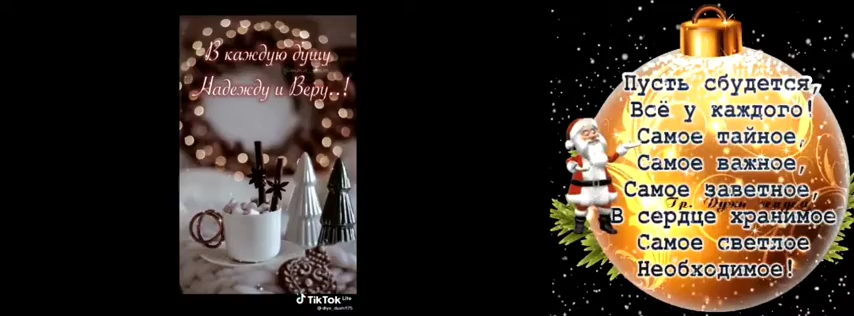 В каждую душу
Надежду и Веру..!
TikTok Lite
Пусть сбудется,
Всё у каждого!
Самое тайное,
Самое важное,
Самое заветное,
В сердце хранимое
Самое светлое
Необходимое!